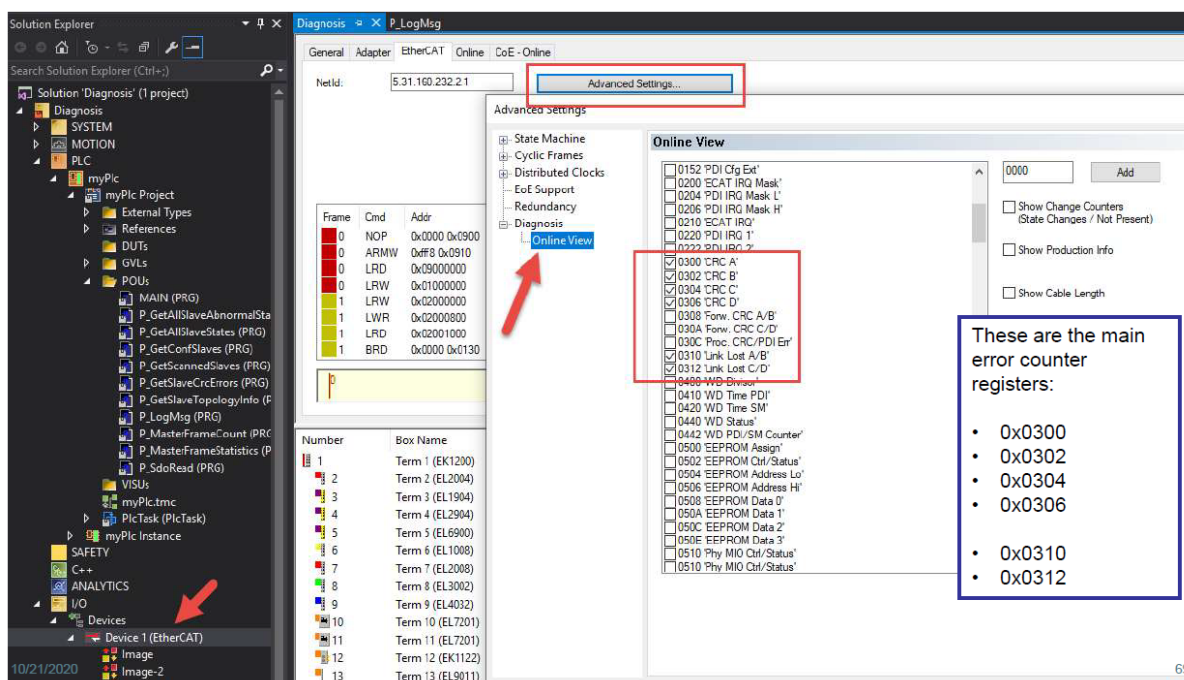 Solution Explorer
Search Solution Explorer (Ctrl+;)
Solution 'Diagnosis' (1 project)
Diagnosis
SYSTEM
MOTION
PLC
myPlc
myPlc Project
External Types
References
DUTs
GVLs
POUs
MAIN (PRG)
P_GetAllSlaveAbnormalSta
P_GetAllSlaveStates (PRG)
P_GetConfSlaves (PRG)
P_GetScannedSlaves (PRG)
P_GetSlaveCrcErrors (PRG)
P_GetSlaveTopologyInfo (P
P_LogMsg (PRG)
P_MasterFrameCount (PRG
P_MasterFrameStatistics (P
P_SdoRead (PRG)
VISUs
myPlc.tmc
PlcTask (PlcTask)
myPlc Instance
SAFETY
C++
ANALYTICS
I/O
Devices
Device 1 (EtherCAT)
Image
Image-2
10/21/2020
Diagnosis P_LogMsg
General Adapter EtherCAT Online CoE - Online
NetId: 5.31.160.232.2.1 Advanced Settings...
Frame Cmd Addr
0 NOP 0x0000 0x0900
0 ARMW 0xfff8 0x0910
0 LRD 0x09000000
0 LRW 0x01000000
1 LRW 0x02000000
1 LWR 0x02000800
1 LRD 0x02001000
1 BRD 0x0000 0x0130
0
Number Box Name
1 Term 1 (EK1200)
2 Term 2 (EL2004)
3 Term 3 (EL1904)
4 Term 4 (EL2904)
5 Term 5 (EL6900)
6 Term 6 (EL1008)
7 Term 7 (EL2008)
8 Term 8 (EL3002)
9 Term 9 (EL4032)
10 Term 10 (EL7201)
11 Term 11 (EL7201)
12 Term 12 (EK1122)
13 Term 13 (EL9011)
Advanced Settings
State Machine
Cyclic Frames
Distributed Clocks
EoE Support
Redundancy
Diagnosis
Online View
Online View
0152 'PDI Cfg Ext'
0200 'ECAT IRQ Mask'
0204 'PDI IRG Mask L'
0206 'PDI IRG Mask H'
0210 'ECAT IRQ'
0220 'PDI IRG 1'
0222 'PDI IRG 2'
0300 'CRC A'
0302 'CRC B'
0304 'CRC C'
0306 'CRC D'
0308 'Forw. CRC A/B'
030A 'Forw. CRC C/D'
030C 'Proc. CRC/PDI Err'
0310 'Link Lost A/B'
0312 'Link Lost C/D'
0400 'WD Divisor'
0410 'WD Time PDI'
0420 'WD Time SM'
0440 'WD Status'
0442 'WD PDI/SM Counter'
0500 'EEPROM Assign'
0502 'EEPROM Ctrl/Status'
0504 'EEPROM Address Lo'
0506 'EEPROM Address Hi'
0508 'EEPROM Data 0'
050A 'EEPROM Data 1'
050C 'EEPROM Data 2'
050E 'EEPROM Data 3'
0510 'Phy MIO Ctrl/Status'
0510 'Phy MIO Ctrl/Status'
0000 Add
Show Change Counters
(State Changes / Not Present)
Show Production Info
Show Cable Length
These are the main
error counter
registers:
• 0x0300
• 0x0302
• 0x0304
• 0x0306
• 0x0310
• 0x0312